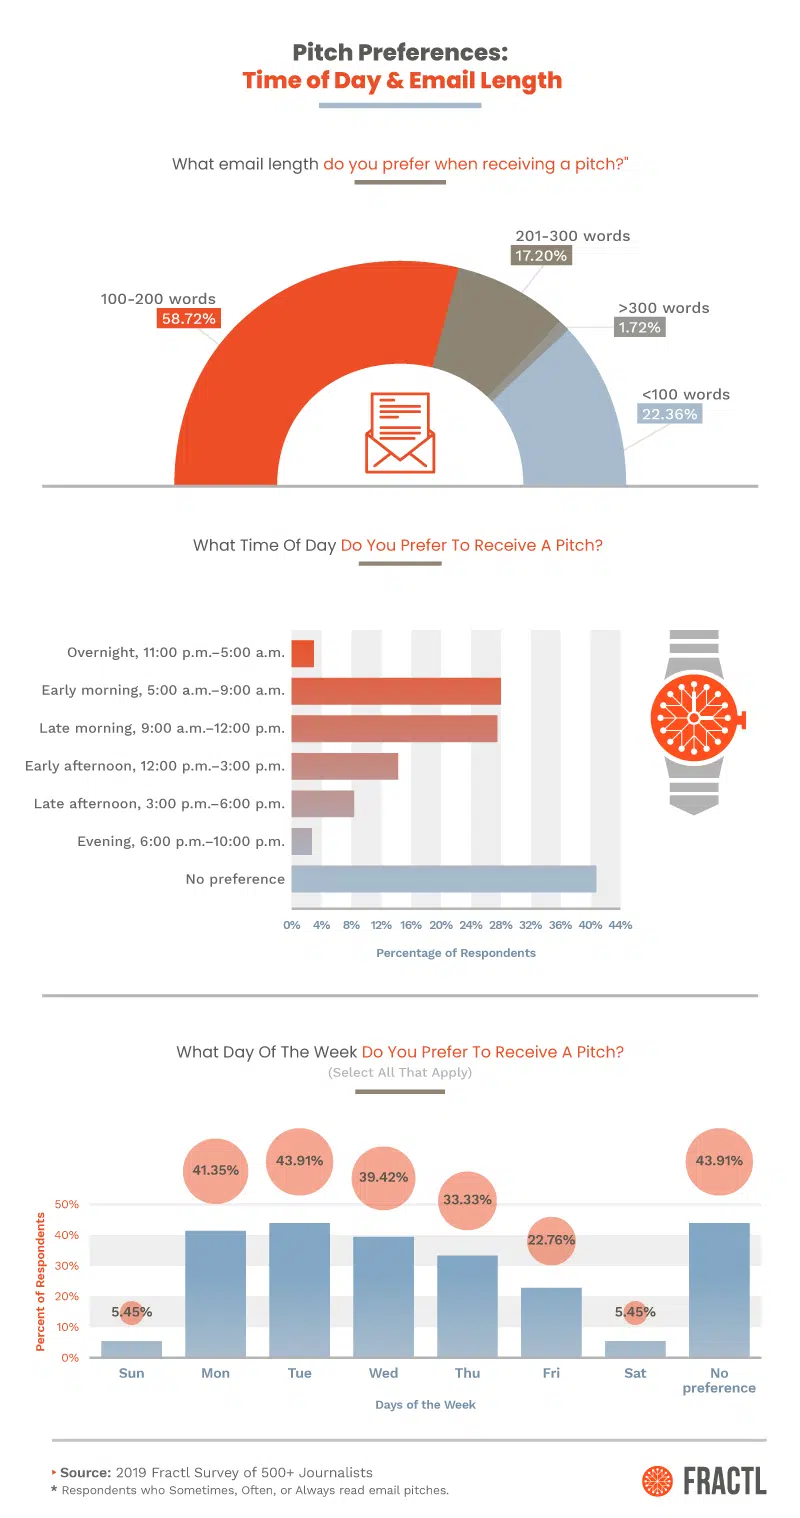 Pitch Preferences:
Time of Day & Email Length
What email length do you prefer when receiving a pitch?"
201-300 words
17.20%
100-200 words
58.72%
>300 words
1.72%
<100 words
22.36%
What Time Of Day Do You Prefer To Receive A Pitch?
Overnight, 11:00 p.m.–5:00 a.m.
Early morning, 5:00 a.m.–9:00 a.m.
Late morning, 9:00 a.m.–12:00 p.m.
Early afternoon, 12:00 p.m.–3:00 p.m.
Late afternoon, 3:00 p.m.–6:00 p.m.
Evening, 6:00 p.m.–10:00 p.m.
No preference
0% 4% 8% 12% 16% 20% 24% 28% 32% 36% 40% 44%
Percentage of Respondents
What Day Of The Week Do You Prefer To Receive A Pitch?
(Select All That Apply)
41.35% 43.91% 39.42% 33.33% 22.76% 43.91%
5.45% 5.45%
50%
40%
30%
20%
10%
0%
Percent of Respondents
Sun Mon Tue Wed Thu Fri Sat No preference
Days of the Week
Source: 2019 Fractl Survey of 500+ Journalists
* Respondents who Sometimes, Often, or Always read email pitches.
FRACTL